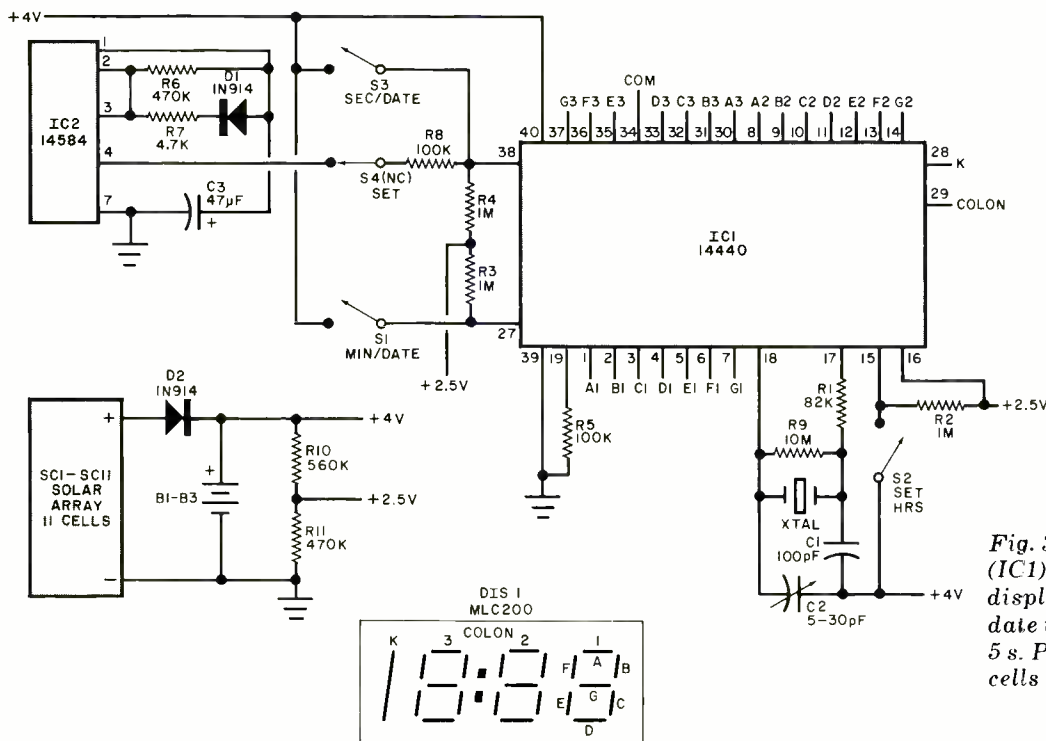 +4V
1
2
3
4
7
IC2
14584
R6
470K
R7
4.7K
D1
1N914
C3
47µF
+
S3
SEC/DATE
R8
100K
S4(NC)
SET
R4
1M
R3
1M
S1
MIN/DATE
+2.5V
COM
G3 F3 E3 D3 C3 B3 A3 A2 B2 C2 D2 E2 F2 G2
40 37 36 35 34 33 32 31 30 8 9 10 11 12 13 14
38
27
28
K
29
COLON
IC1
14440
39 19 1 2 3 4 5 6 7 18 17 15 16
A1 B1 C1 D1 E1 F1 G1
R5
100K
R1
82K
R9
10M
XTAL
C1
100pF
C2
5-30pF
R2
1M
+2.5V
S2
SET
HRS
+4V
SC1-SC11
SOLAR
ARRAY
11 CELLS
+
−
D2
1N914
+
B1-B3
+4V
R10
560K
+2.5V
R11
470K
DIS 1
MLC200
K 3 COLON 2 1
A
F B
G
E C
D
Fig. 3
(IC1)
displ
date
5 s. P
cells